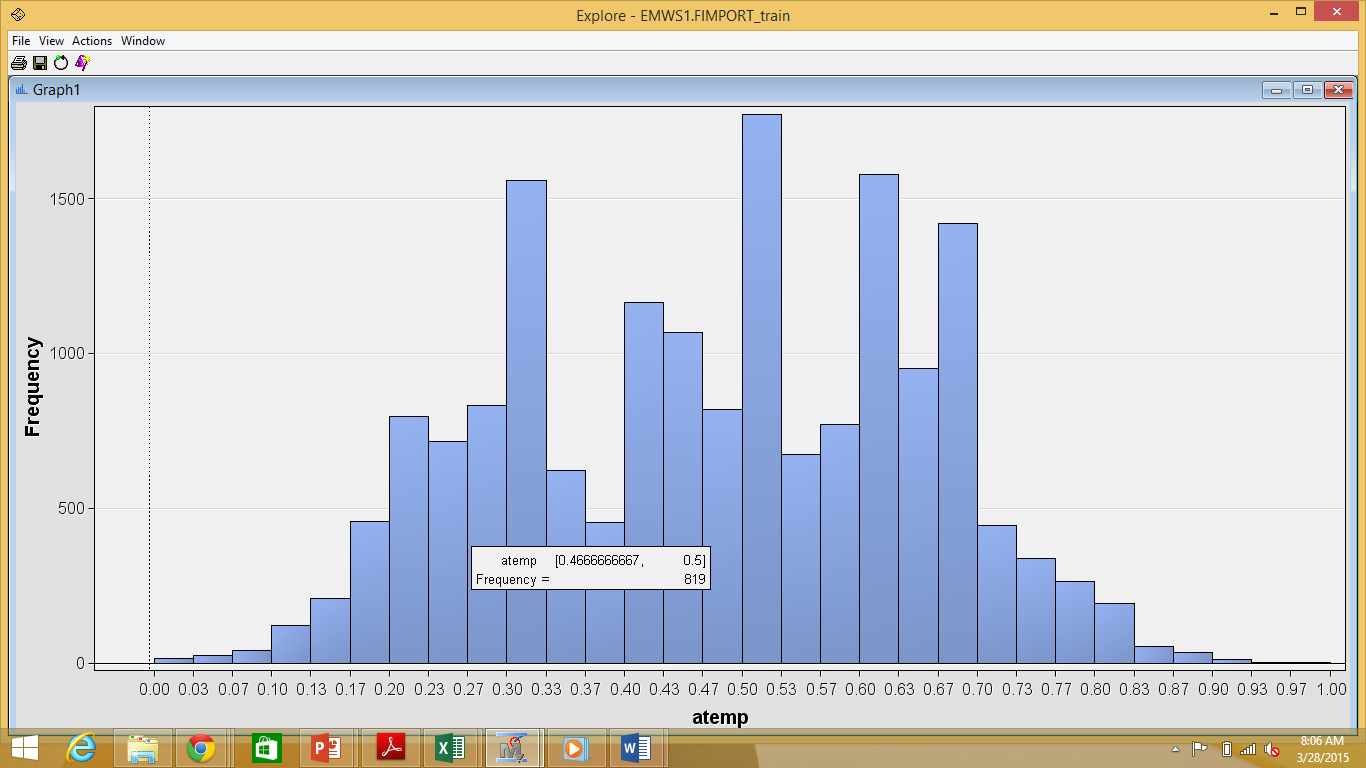 Explore - EMWS1.FIMPORT_train
File View Actions Window
Graph1
1500
1000
500
0
Frequency
atemp [0.4666666667, 0.5]
Frequency = 819
0.00 0.03 0.07 0.10 0.13 0.17 0.20 0.23 0.27 0.30 0.33 0.37 0.40 0.43 0.47 0.50 0.53 0.57 0.60 0.63 0.67 0.70 0.73 0.77 0.80 0.83 0.87 0.90 0.93 0.97 1.00
atemp
8:06 AM
3/28/2015